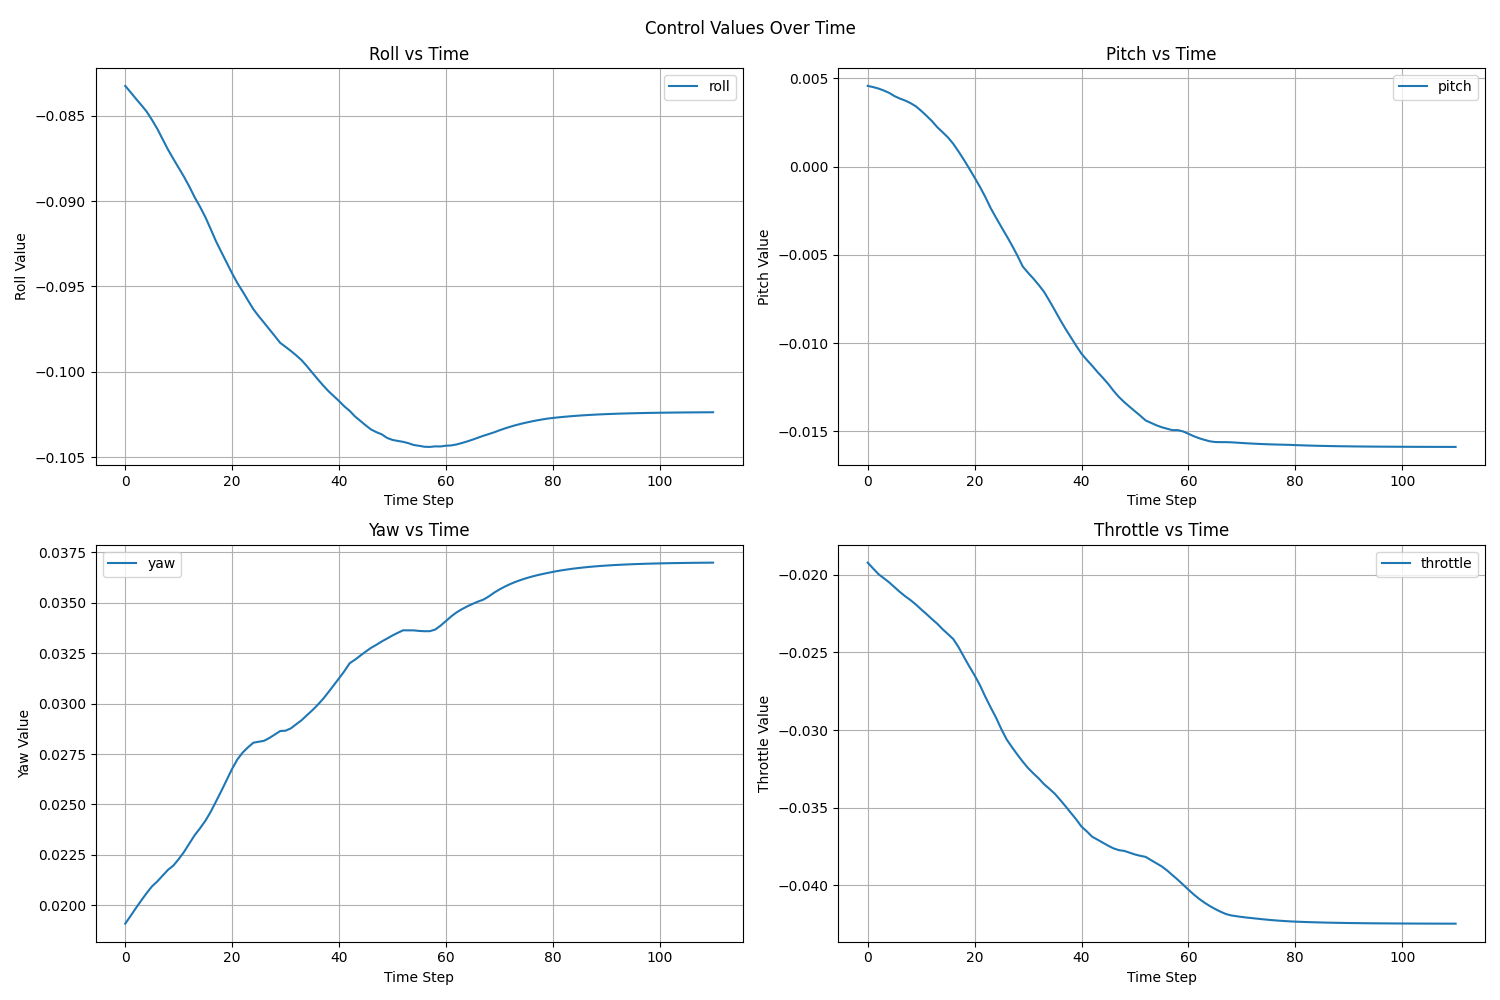 Control Values Over Time
Roll vs Time
roll
−0.085
−0.090
−0.095
−0.100
−0.105
Roll Value
0 20 40 60 80 100
Time Step
Pitch vs Time
pitch
0.005
0.000
−0.005
−0.010
−0.015
Pitch Value
0 20 40 60 80 100
Time Step
Yaw vs Time
yaw
0.0375
0.0350
0.0325
0.0300
0.0275
0.0250
0.0225
0.0200
Yaw Value
0 20 40 60 80 100
Time Step
Throttle vs Time
throttle
−0.020
−0.025
−0.030
−0.035
−0.040
Throttle Value
0 20 40 60 80 100
Time Step